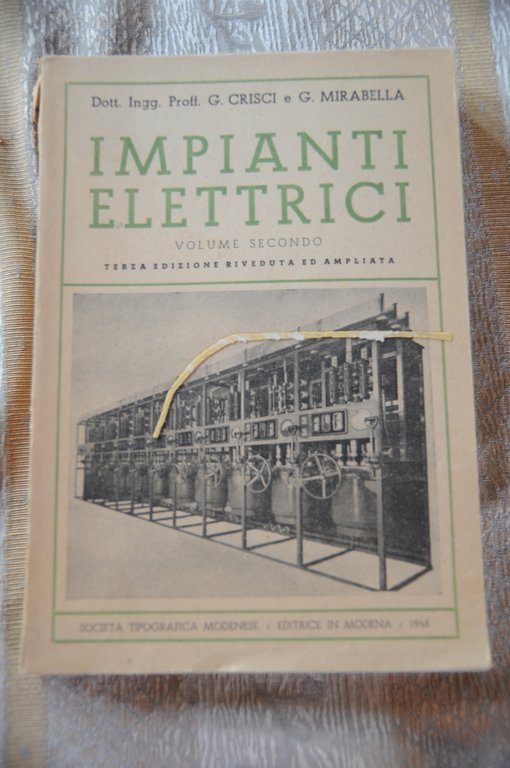 Dott. Ingg. Proff. G. CRISCI e G. MIRABELLA
IMPIANTI
ELETTRICI
VOLUME SECONDO
TERZA EDIZIONE RIVEDUTA ED AMPLIATA
SOCIETÀ TIPOGRAFICA MODENESE - EDITRICE IN MODENA - 1946